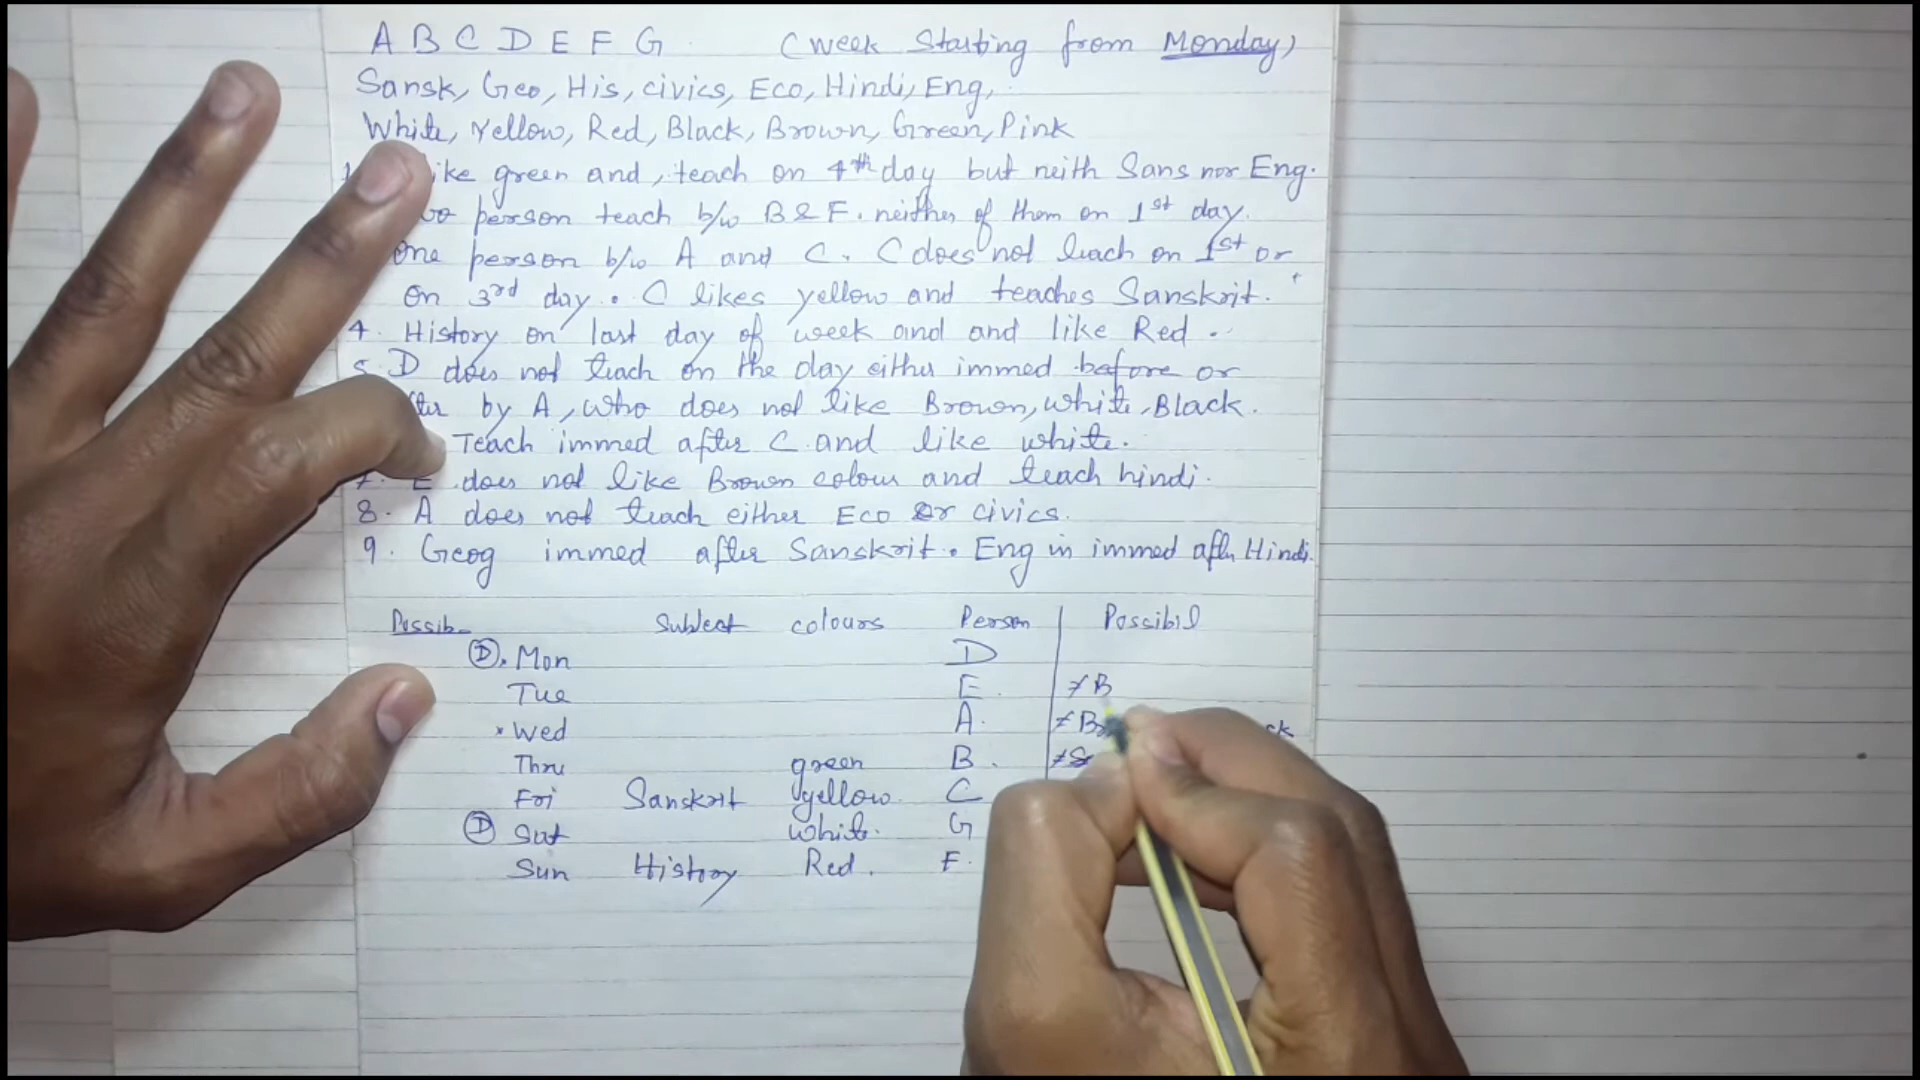 A B C D E F G (week Starting from Monday)
Sansk, Geo, His, civics, Eco, Hindi, Eng,
White, Yellow, Red, Black, Brown, Green, Pink
ike green and, teach on 4th day but neith Sans nor Eng.
wo person teach b/w B & F. neither of them on 1st day.
One person b/w A and C. C does not teach on 1st or
on 3rd day. C likes yellow and teaches Sanskrit.
4. History on last day of week and and like Red.
5. D does not teach on the day either immed before or
by A, who does not like Brown, white, Black.
Teach immed after C and like white.
7. E does not like Brown colour and teach hindi.
8. A does not teach either Eco or civics.
9. Geog immed after Sanskrit. Eng in immed after Hindi.
Possib Subject colours Person Possibil
D. Mon D
Tue E. ≠ B
× Wed A. ≠ ck
Thru green B. ≠
Fri Sanskrit yellow. C
D Sat white. G
Sun History Red. F.